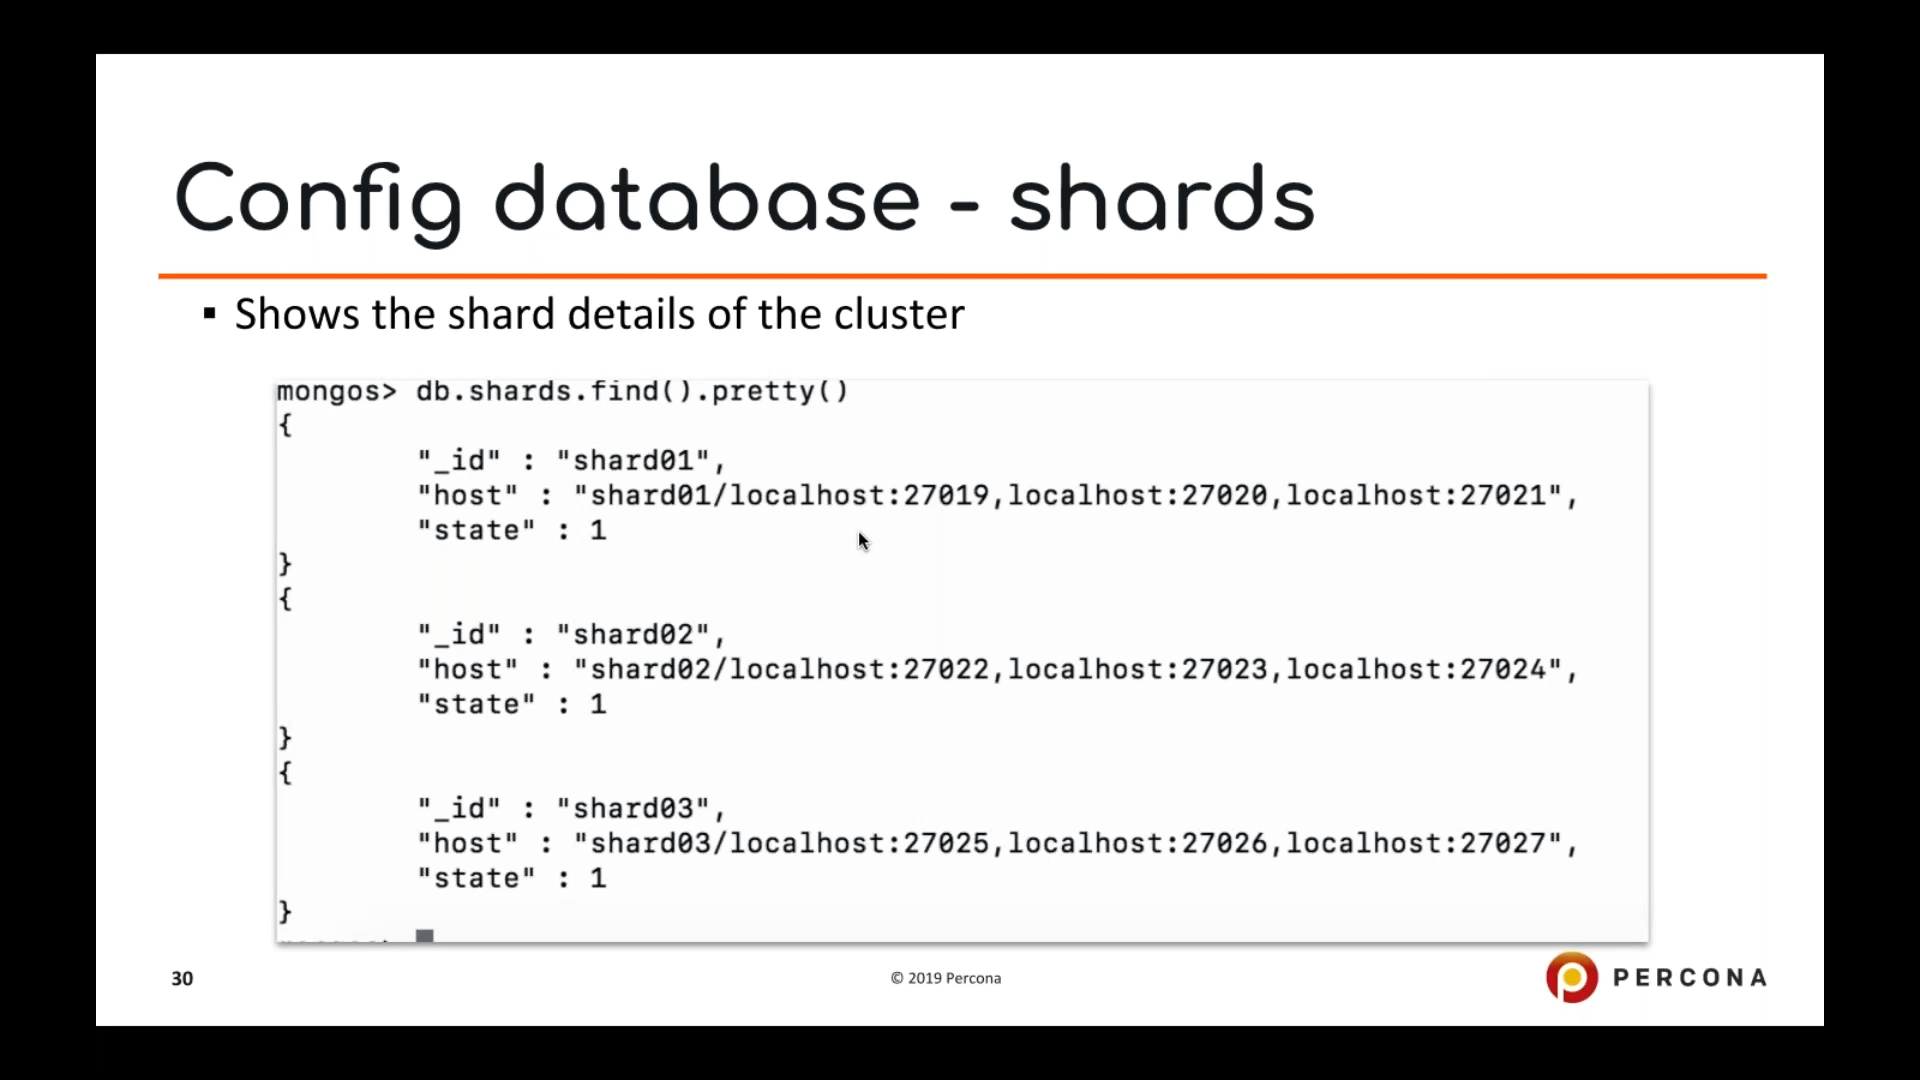 Config database - shards
▪ Shows the shard details of the cluster
mongos> db.shards.find().pretty()
{
"_id" : "shard01",
"host" : "shard01/localhost:27019,localhost:27020,localhost:27021",
"state" : 1
}
{
"_id" : "shard02",
"host" : "shard02/localhost:27022,localhost:27023,localhost:27024",
"state" : 1
}
{
"_id" : "shard03",
"host" : "shard03/localhost:27025,localhost:27026,localhost:27027",
"state" : 1
}
30
© 2019 Percona
PERCONA